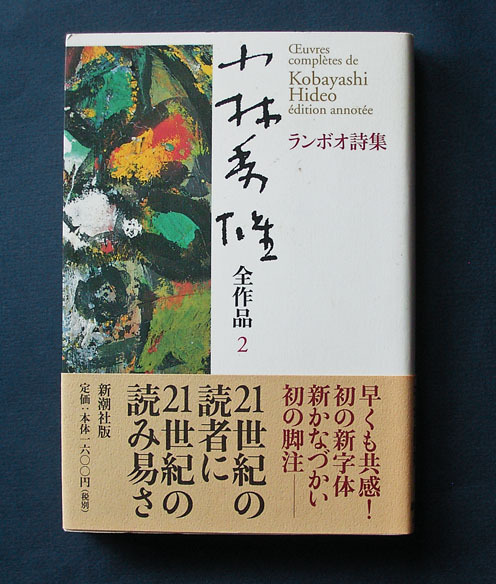 Œuvres
complètes de
Kobayashi
Hideo
édition annotée
ランボオ詩集
小林秀雄
全作品2
早くも共感!
初の新字体
新かなづかい
初の脚注──
21世紀の
読者に
21世紀の
読み易さ
新潮社版
定価:本体一六〇〇円(税別)